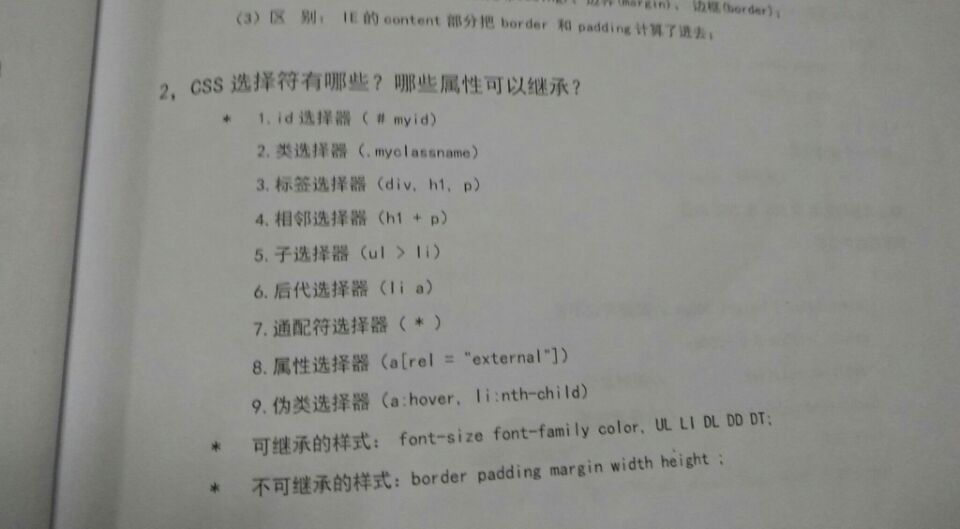 边界(margin)、边框(border);
(3) 区 别: IE 的 content 部分把 border 和 padding 计算了进去;
2, CSS 选择符有哪些? 哪些属性可以继承?
* 1. id 选择器 ( # myid)
2. 类选择器 (.myclassname)
3. 标签选择器 (div, h1, p)
4. 相邻选择器 (h1 + p)
5. 子选择器 (ul > li)
6. 后代选择器 (li a)
7. 通配符选择器 ( * )
8. 属性选择器 (a[rel = "external"])
9. 伪类选择器 (a:hover, li:nth-child)
* 可继承的样式: font-size font-family color, UL LI DL DD DT;
* 不可继承的样式: border padding margin width height ;